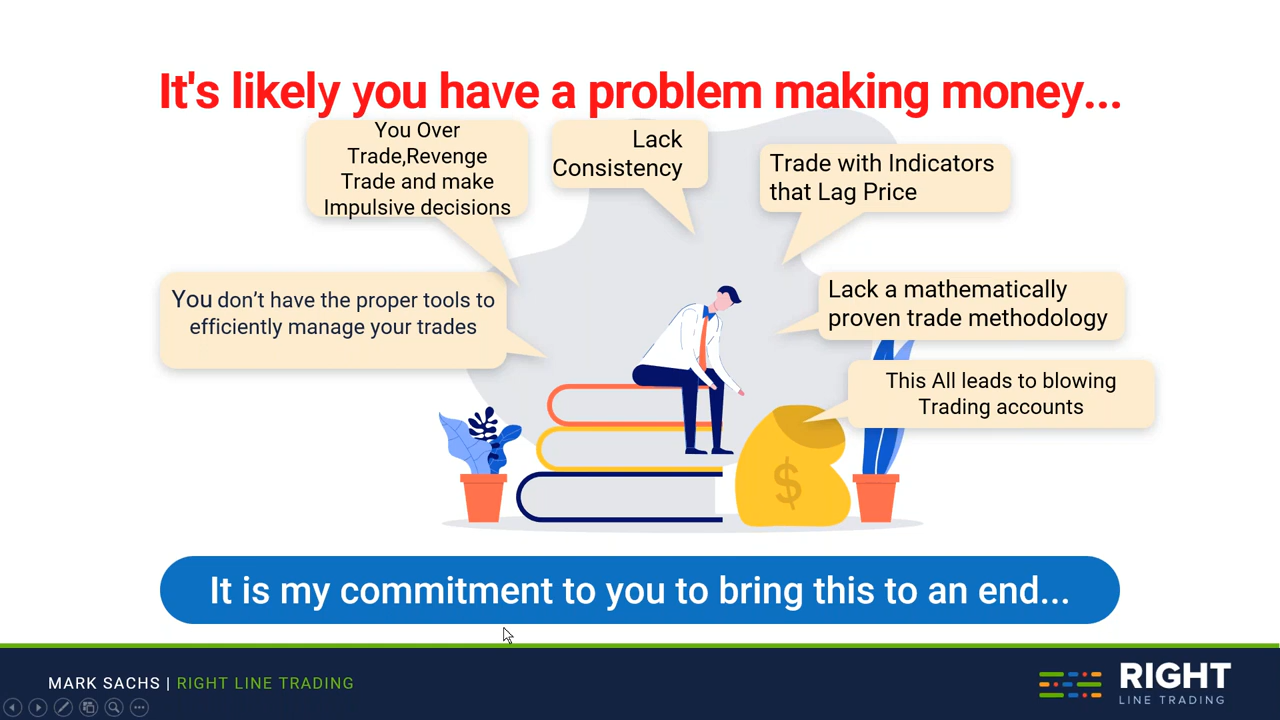 It's likely you have a problem making money...
You Over
Trade,Revenge
Trade and make
Impulsive decisions
Lack
Consistency
Trade with Indicators
that Lag Price
You don’t have the proper tools to
efficiently manage your trades
Lack a mathematically
proven trade methodology
This All leads to blowing
Trading accounts
$
It is my commitment to you to bring this to an end...
MARK SACHS | RIGHT LINE TRADING
RIGHT
LINE TRADING